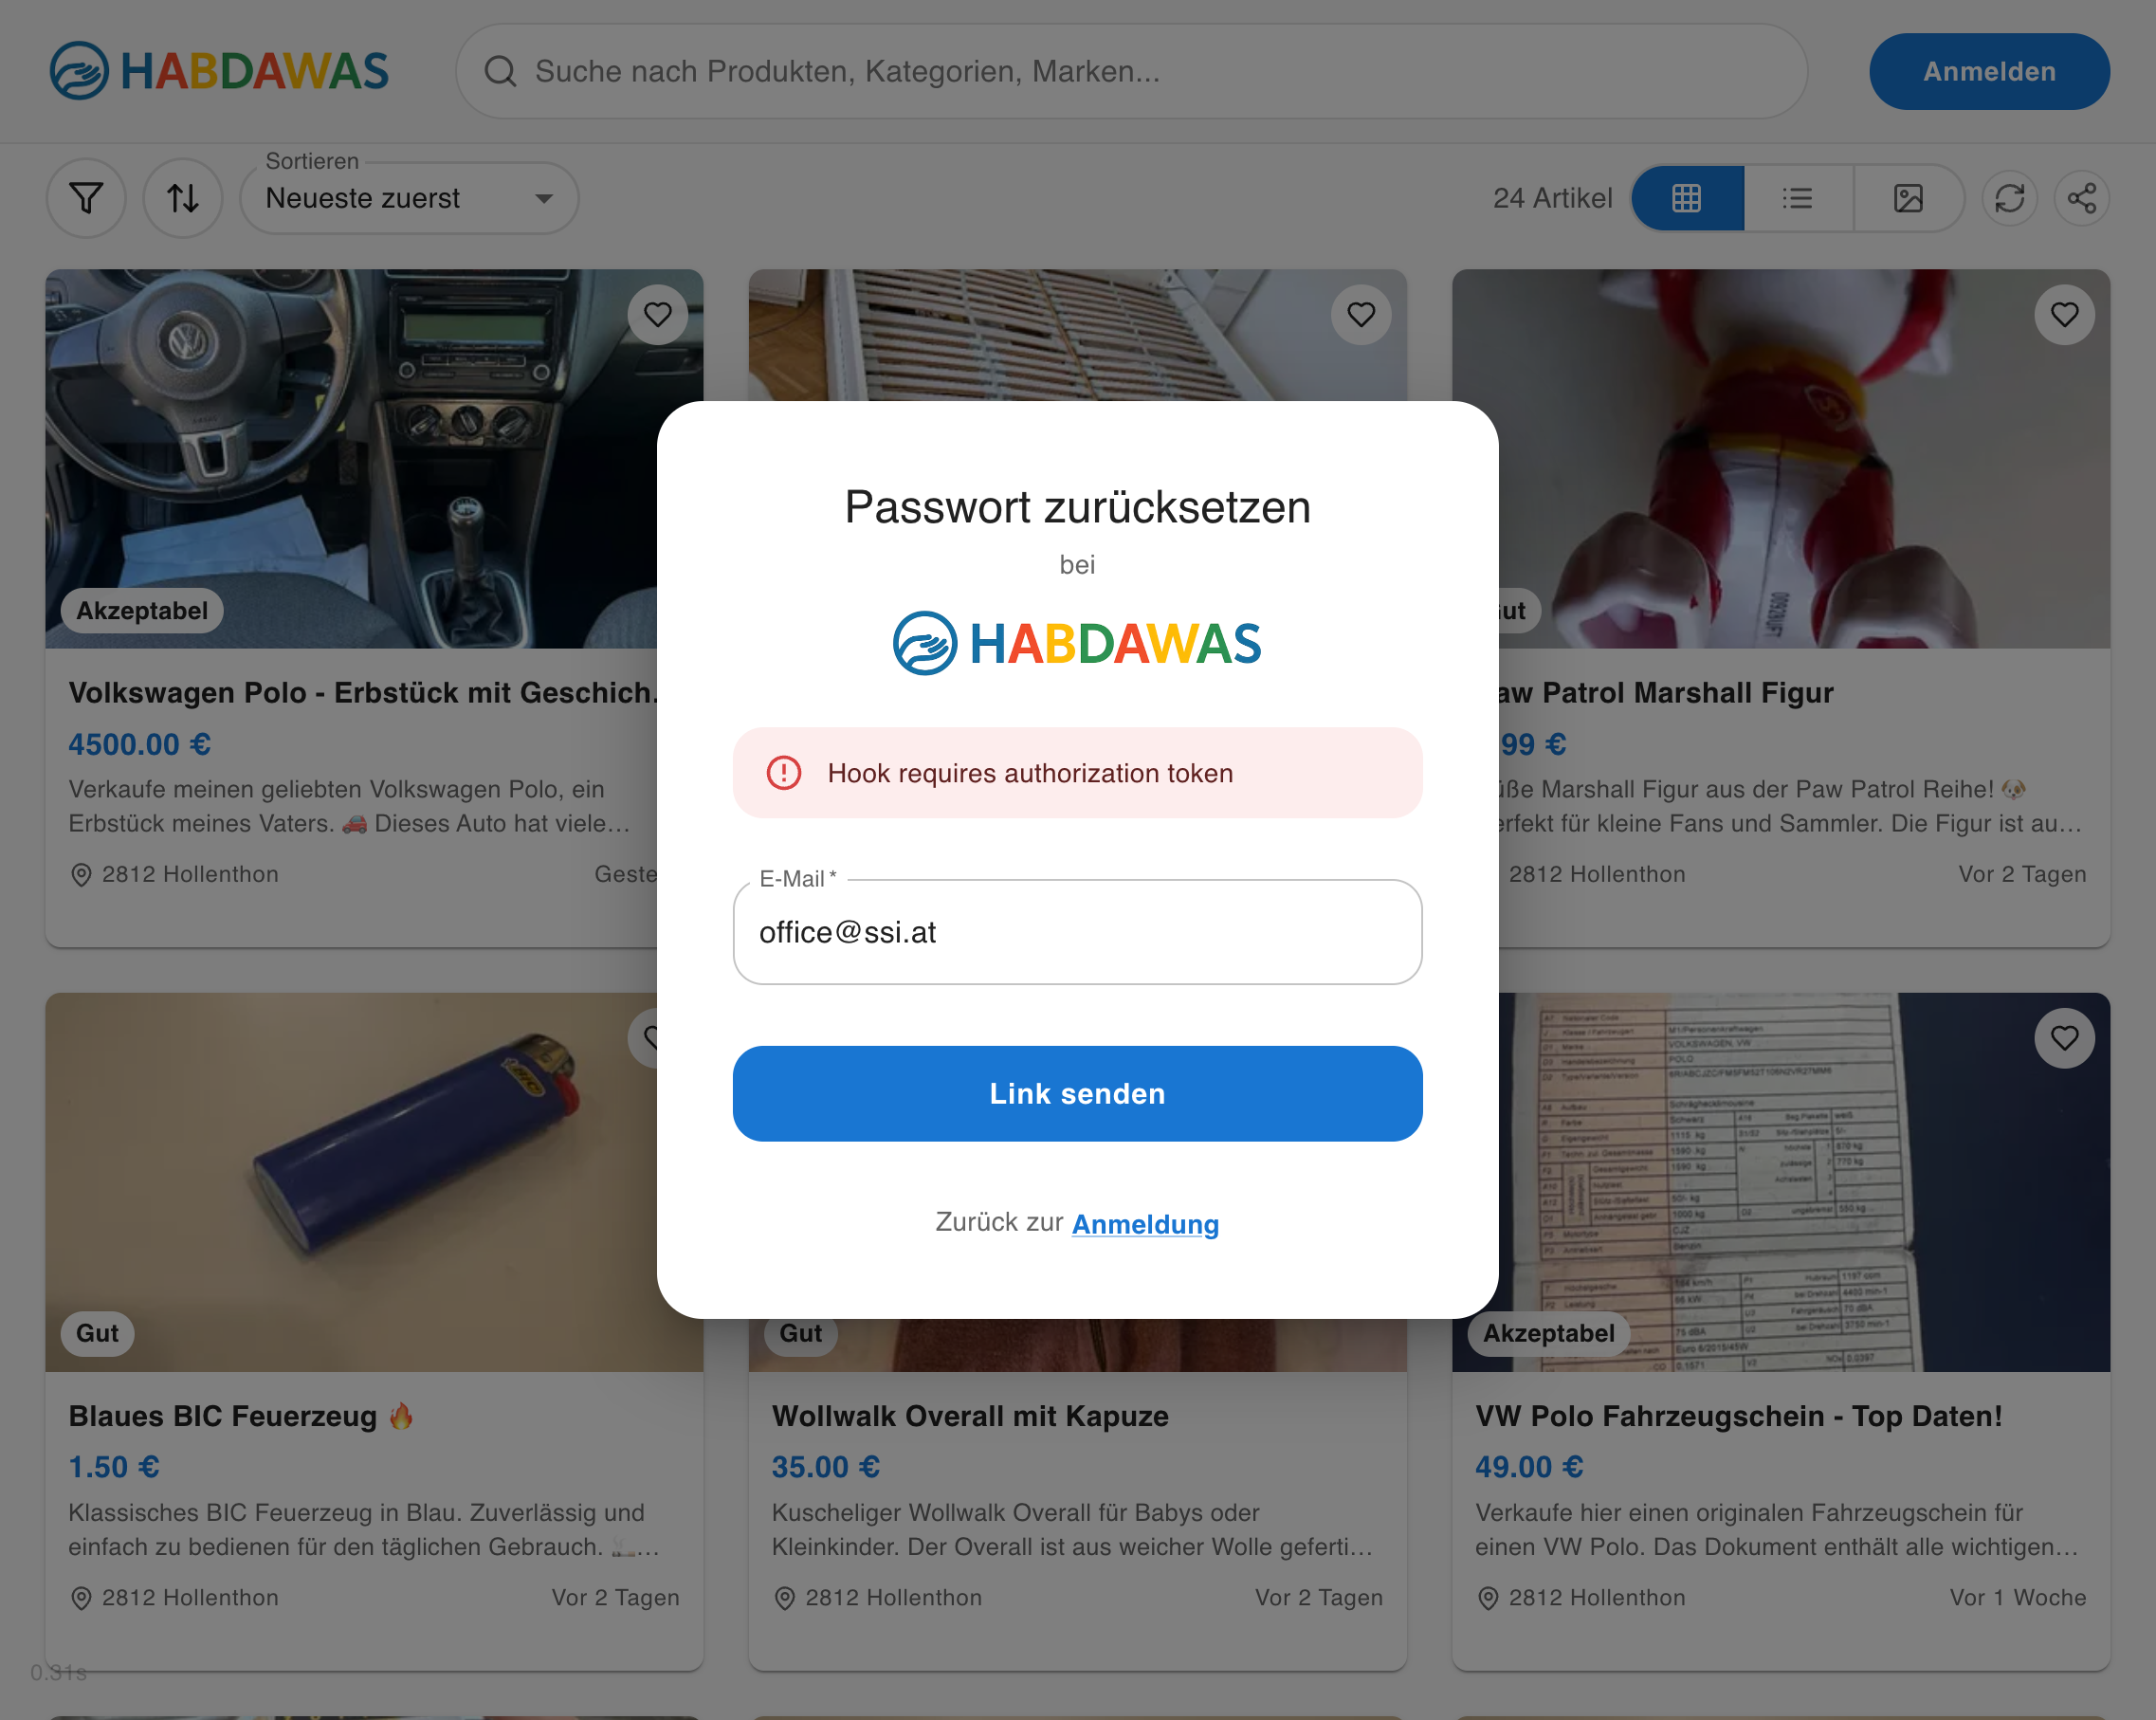 HABDAWAS
Suche nach Produkten, Kategorien, Marken...
Anmelden
Sortieren
Neueste zuerst
24 Artikel
Akzeptabel
Volkswagen Polo - Erbstück mit Geschich.
4500.00 €
Verkaufe meinen geliebten Volkswagen Polo, ein
Erbstück meines Vaters. 🚗 Dieses Auto hat viele…
2812 Hollenthon
Geste
ut
aw Patrol Marshall Figur
99 €
üße Marshall Figur aus der Paw Patrol Reihe! 🐶
erfekt für kleine Fans und Sammler. Die Figur ist au…
2812 Hollenthon
Vor 2 Tagen
Passwort zurücksetzen
bei
HABDAWAS
Hook requires authorization token
E-Mail *
office@ssi.at
Link senden
Zurück zur Anmeldung
BIC
Gut
Blaues BIC Feuerzeug 🔥
1.50 €
Klassisches BIC Feuerzeug in Blau. Zuverlässig und
einfach zu bedienen für den täglichen Gebrauch. 🚬…
2812 Hollenthon
Vor 2 Tagen
Gut
Wollwalk Overall mit Kapuze
35.00 €
Kuscheliger Wollwalk Overall für Babys oder
Kleinkinder. Der Overall ist aus weicher Wolle geferti…
2812 Hollenthon
Vor 2 Tagen
VOLKSWAGEN, VW
POLO
Schwarz
Benzin
Akzeptabel
VW Polo Fahrzeugschein - Top Daten!
49.00 €
Verkaufe hier einen originalen Fahrzeugschein für
einen VW Polo. Das Dokument enthält alle wichtigen…
2812 Hollenthon
Vor 1 Woche
0.31s